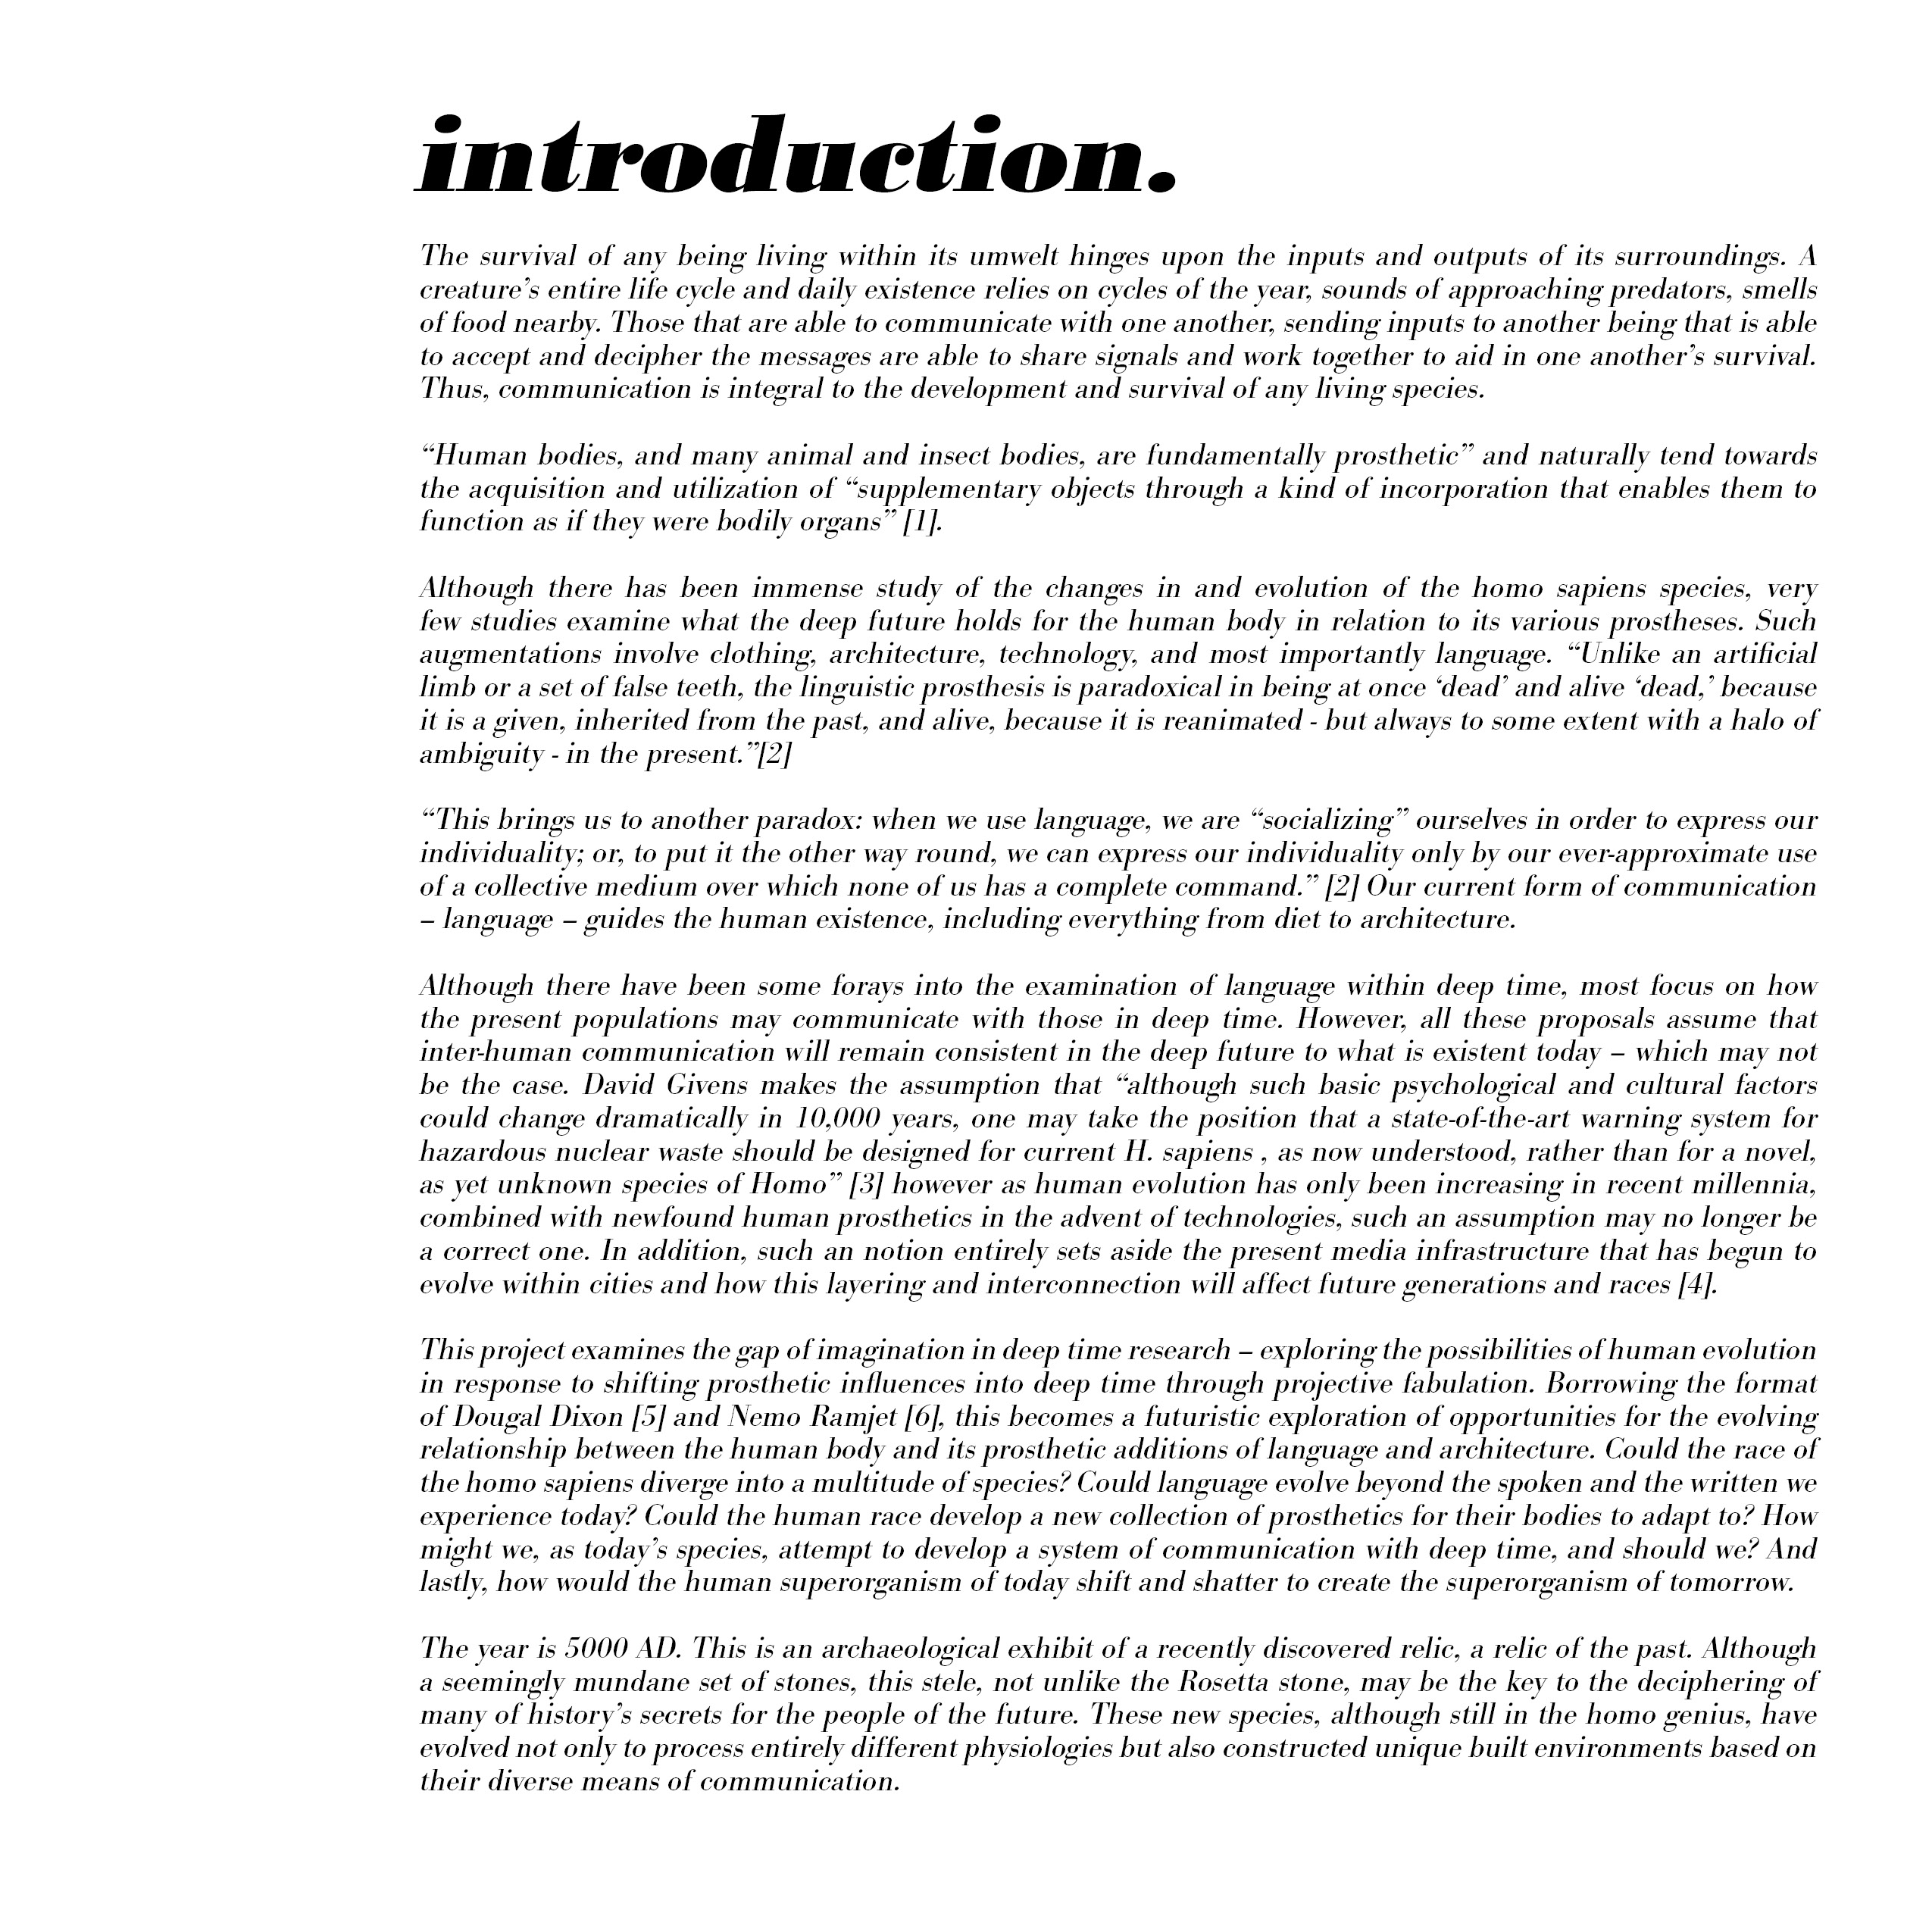 introduction.
The survival of any being living within its umwelt hinges upon the inputs and outputs of its surroundings. A
creature’s entire life cycle and daily existence relies on cycles of the year, sounds of approaching predators, smells
of food nearby. Those that are able to communicate with one another, sending inputs to another being that is able
to accept and decipher the messages are able to share signals and work together to aid in one another’s survival.
Thus, communication is integral to the development and survival of any living species.
“Human bodies, and many animal and insect bodies, are fundamentally prosthetic” and naturally tend towards
the acquisition and utilization of “supplementary objects through a kind of incorporation that enables them to
function as if they were bodily organs” [1].
Although there has been immense study of the changes in and evolution of the homo sapiens species, very
few studies examine what the deep future holds for the human body in relation to its various prostheses. Such
augmentations involve clothing, architecture, technology, and most importantly language. “Unlike an artificial
limb or a set of false teeth, the linguistic prosthesis is paradoxical in being at once ‘dead’ and alive ‘dead,’ because
it is a given, inherited from the past, and alive, because it is reanimated - but always to some extent with a halo of
ambiguity - in the present.”[2]
“This brings us to another paradox: when we use language, we are “socializing” ourselves in order to express our
individuality; or, to put it the other way round, we can express our individuality only by our ever-approximate use
of a collective medium over which none of us has a complete command.” [2] Our current form of communication
– language – guides the human existence, including everything from diet to architecture.
Although there have been some forays into the examination of language within deep time, most focus on how
the present populations may communicate with those in deep time. However, all these proposals assume that
inter-human communication will remain consistent in the deep future to what is existent today – which may not
be the case. David Givens makes the assumption that “although such basic psychological and cultural factors
could change dramatically in 10,000 years, one may take the position that a state-of-the-art warning system for
hazardous nuclear waste should be designed for current H. sapiens , as now understood, rather than for a novel,
as yet unknown species of Homo” [3] however as human evolution has only been increasing in recent millennia,
combined with newfound human prosthetics in the advent of technologies, such an assumption may no longer be
a correct one. In addition, such an notion entirely sets aside the present media infrastructure that has begun to
evolve within cities and how this layering and interconnection will affect future generations and races [4].
This project examines the gap of imagination in deep time research – exploring the possibilities of human evolution
in response to shifting prosthetic influences into deep time through projective fabulation. Borrowing the format
of Dougal Dixon [5] and Nemo Ramjet [6], this becomes a futuristic exploration of opportunities for the evolving
relationship between the human body and its prosthetic additions of language and architecture. Could the race of
the homo sapiens diverge into a multitude of species? Could language evolve beyond the spoken and the written we
experience today? Could the human race develop a new collection of prosthetics for their bodies to adapt to? How
might we, as today’s species, attempt to develop a system of communication with deep time, and should we? And
lastly, how would the human superorganism of today shift and shatter to create the superorganism of tomorrow.
The year is 5000 AD. This is an archaeological exhibit of a recently discovered relic, a relic of the past. Although
a seemingly mundane set of stones, this stele, not unlike the Rosetta stone, may be the key to the deciphering of
many of history’s secrets for the people of the future. These new species, although still in the homo genius, have
evolved not only to process entirely different physiologies but also constructed unique built environments based on
their diverse means of communication.